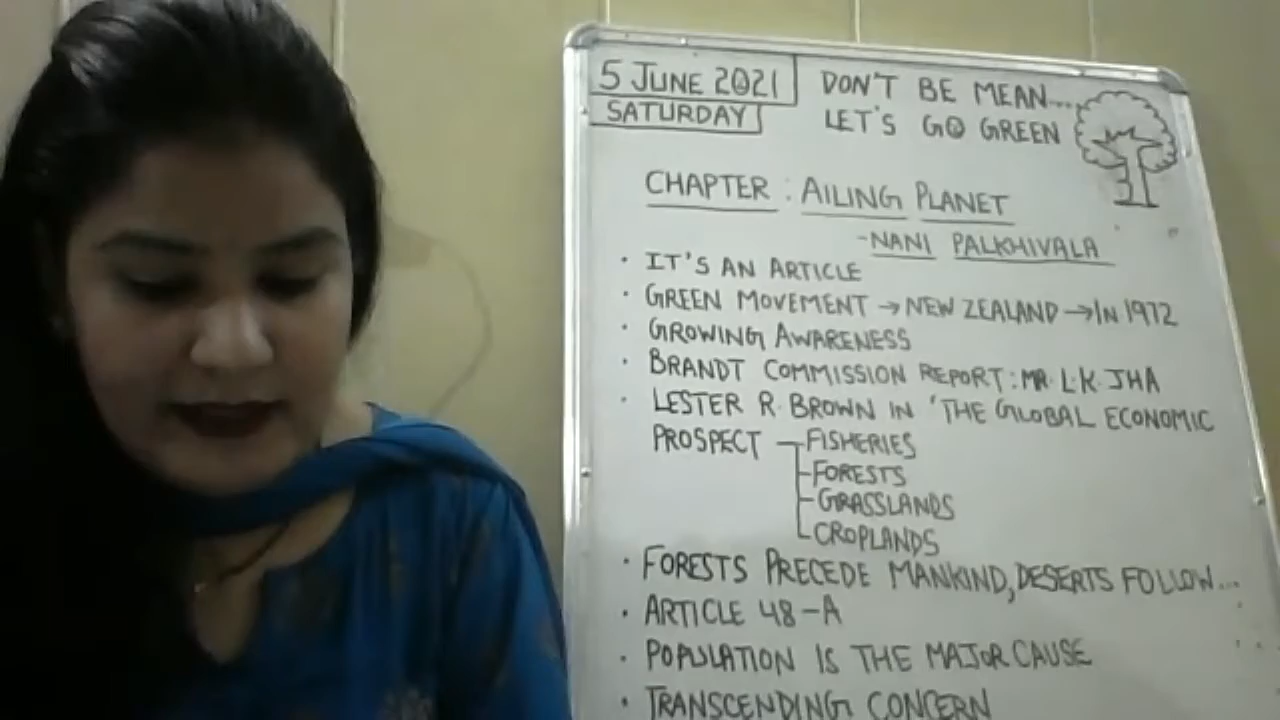 5 JUNE 2021
SATURDAY
DON'T BE MEAN...
LET'S GO GREEN
CHAPTER : AILING PLANET
-NANI PALKHIVALA
• IT'S AN ARTICLE
• GREEN MOVEMENT → NEW ZEALAND → IN 1972
• GROWING AWARENESS
• BRANDT COMMISSION REPORT : MR. L.K. JHA
• LESTER R. BROWN IN 'THE GLOBAL ECONOMIC
PROSPECT
FISHERIES
FORESTS
GRASSLANDS
CROPLANDS
• FORESTS PRECEDE MANKIND, DESERTS FOLLOW...
• ARTICLE 48-A
• POPULATION IS THE MAJOR CAUSE
• TRANSCENDING CONCERN